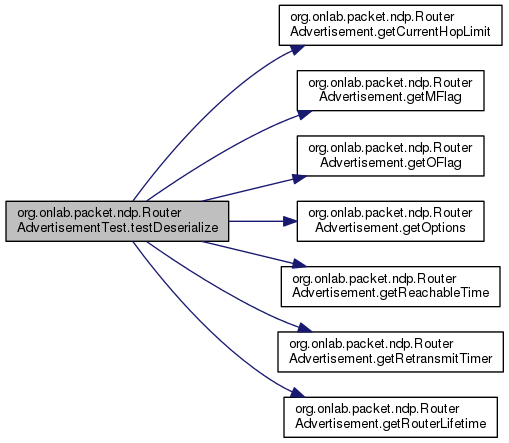 org.onlab.packet.ndp.Router
Advertisement.getCurrentHopLimit
org.onlab.packet.ndp.Router
Advertisement.getMFlag
org.onlab.packet.ndp.Router
Advertisement.getOFlag
org.onlab.packet.ndp.Router
AdvertisementTest.testDeserialize
org.onlab.packet.ndp.Router
Advertisement.getOptions
org.onlab.packet.ndp.Router
Advertisement.getReachableTime
org.onlab.packet.ndp.Router
Advertisement.getRetransmitTimer
org.onlab.packet.ndp.Router
Advertisement.getRouterLifetime